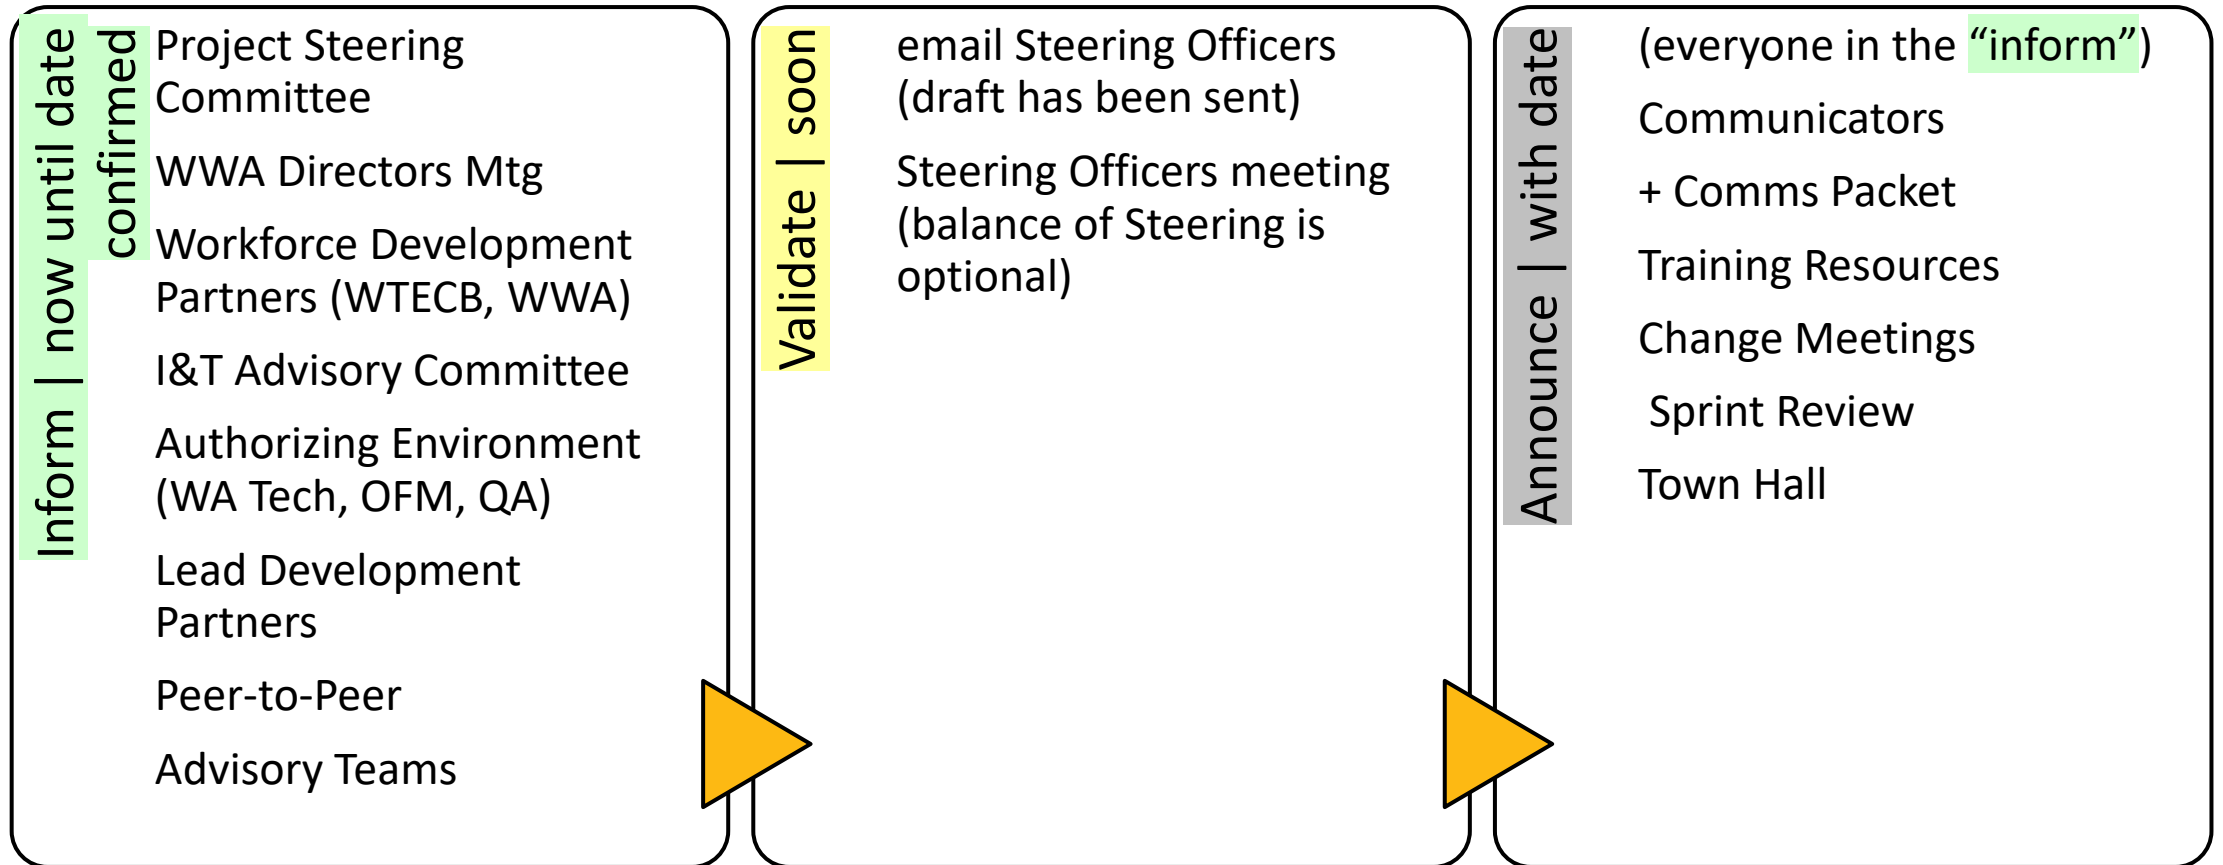 Inform | now until date
confirmed
Project Steering
Committee
WWA Directors Mtg
Workforce Development
Partners (WTECB, WWA)
I&T Advisory Committee
Authorizing Environment
(WA Tech, OFM, QA)
Lead Development
Partners
Peer-to-Peer
Advisory Teams
Validate | soon
email Steering Officers
(draft has been sent)
Steering Officers meeting
(balance of Steering is
optional)
Announce | with date
(everyone in the “inform”)
Communicators
+ Comms Packet
Training Resources
Change Meetings
Sprint Review
Town Hall